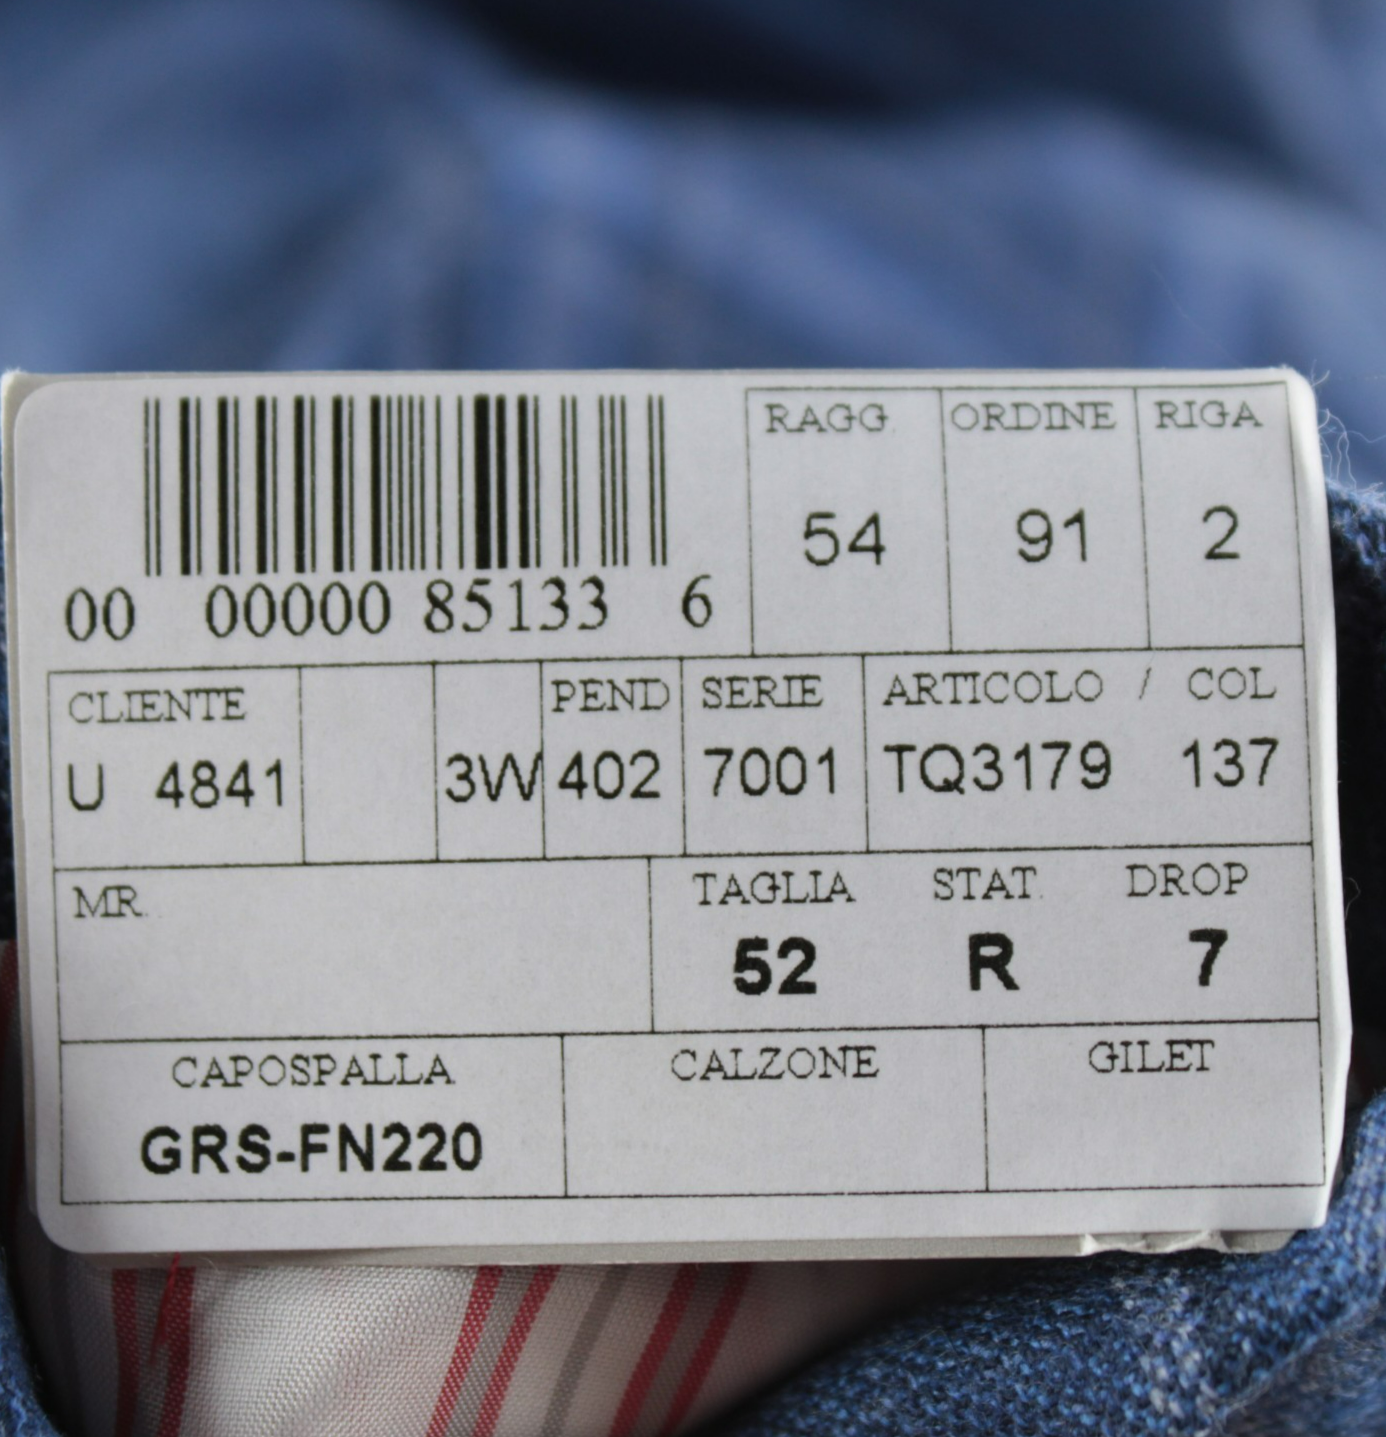 RAGG. ORDINE RIGA
54 91 2
00 00000 85133 6
CLIENTE PEND SERIE ARTICOLO / COL
U 4841 3W 402 7001 TQ3179 137
MR.
TAGLIA STAT. DROP
52 R 7
CAPOSPALLA CALZONE GILET
GRS-FN220